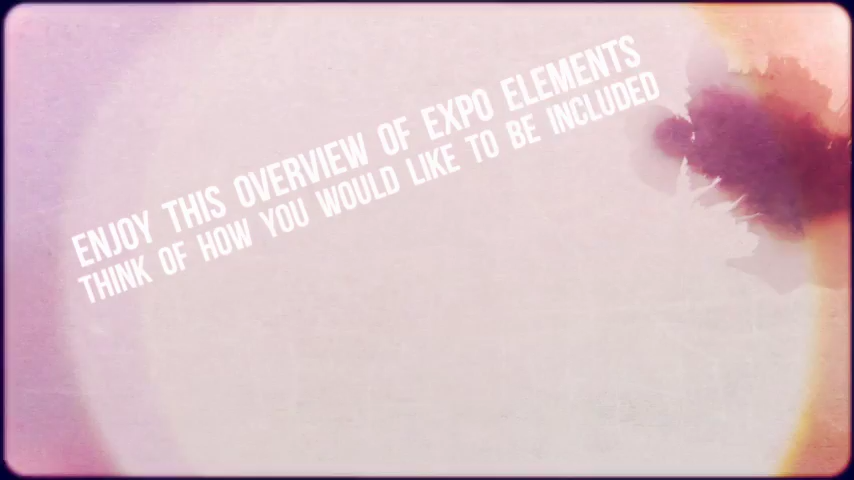 ENJOY THIS OVERVIEW OF EXPO ELEMENTS
THINK OF HOW YOU WOULD LIKE TO BE INCLUDED